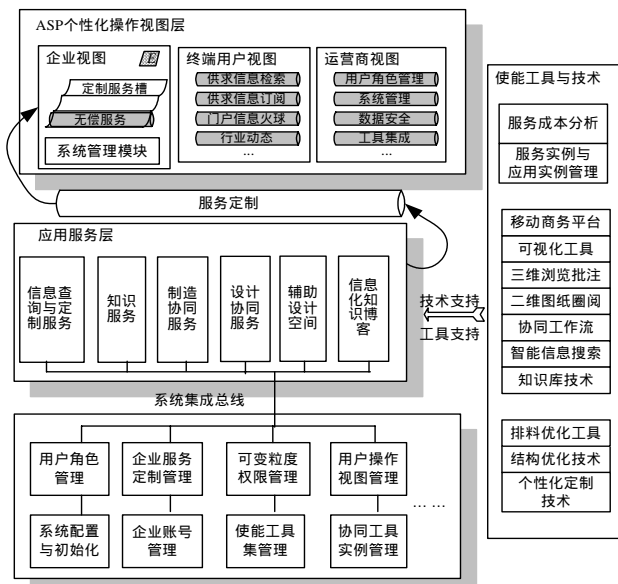 ASP个性化操作视图层
企业视图
E
定制服务槽
无偿服务
系统管理模块
终端用户视图
供求信息检索
供求信息订阅
门户信息火球
行业动态
...
运营商视图
用户角色管理
系统管理
数据安全
工具集成
...
服务定制
应用服务层
信息查
询与定
制服务
知识
服务
制造
协同
服务
设计
协同
服务
辅助
设计
空间
信息
化知
识博
客
技术支持
工具支持
系统集成总线
用户角色
管理
企业服务
定制管理
可变粒度
权限管理
用户操作
视图管理
系统配置
与初始化
企业账号
管理
使能工具
集管理
协同工具
实例管理
... ...
使能工具与技术
服务成本分析
服务实例与
应用实例管理
移动商务平台
可视化工具
三维浏览批注
二维图纸圈阅
协同工作流
智能信息搜索
知识库技术
排料优化工具
结构优化技术
个性化定制
技术